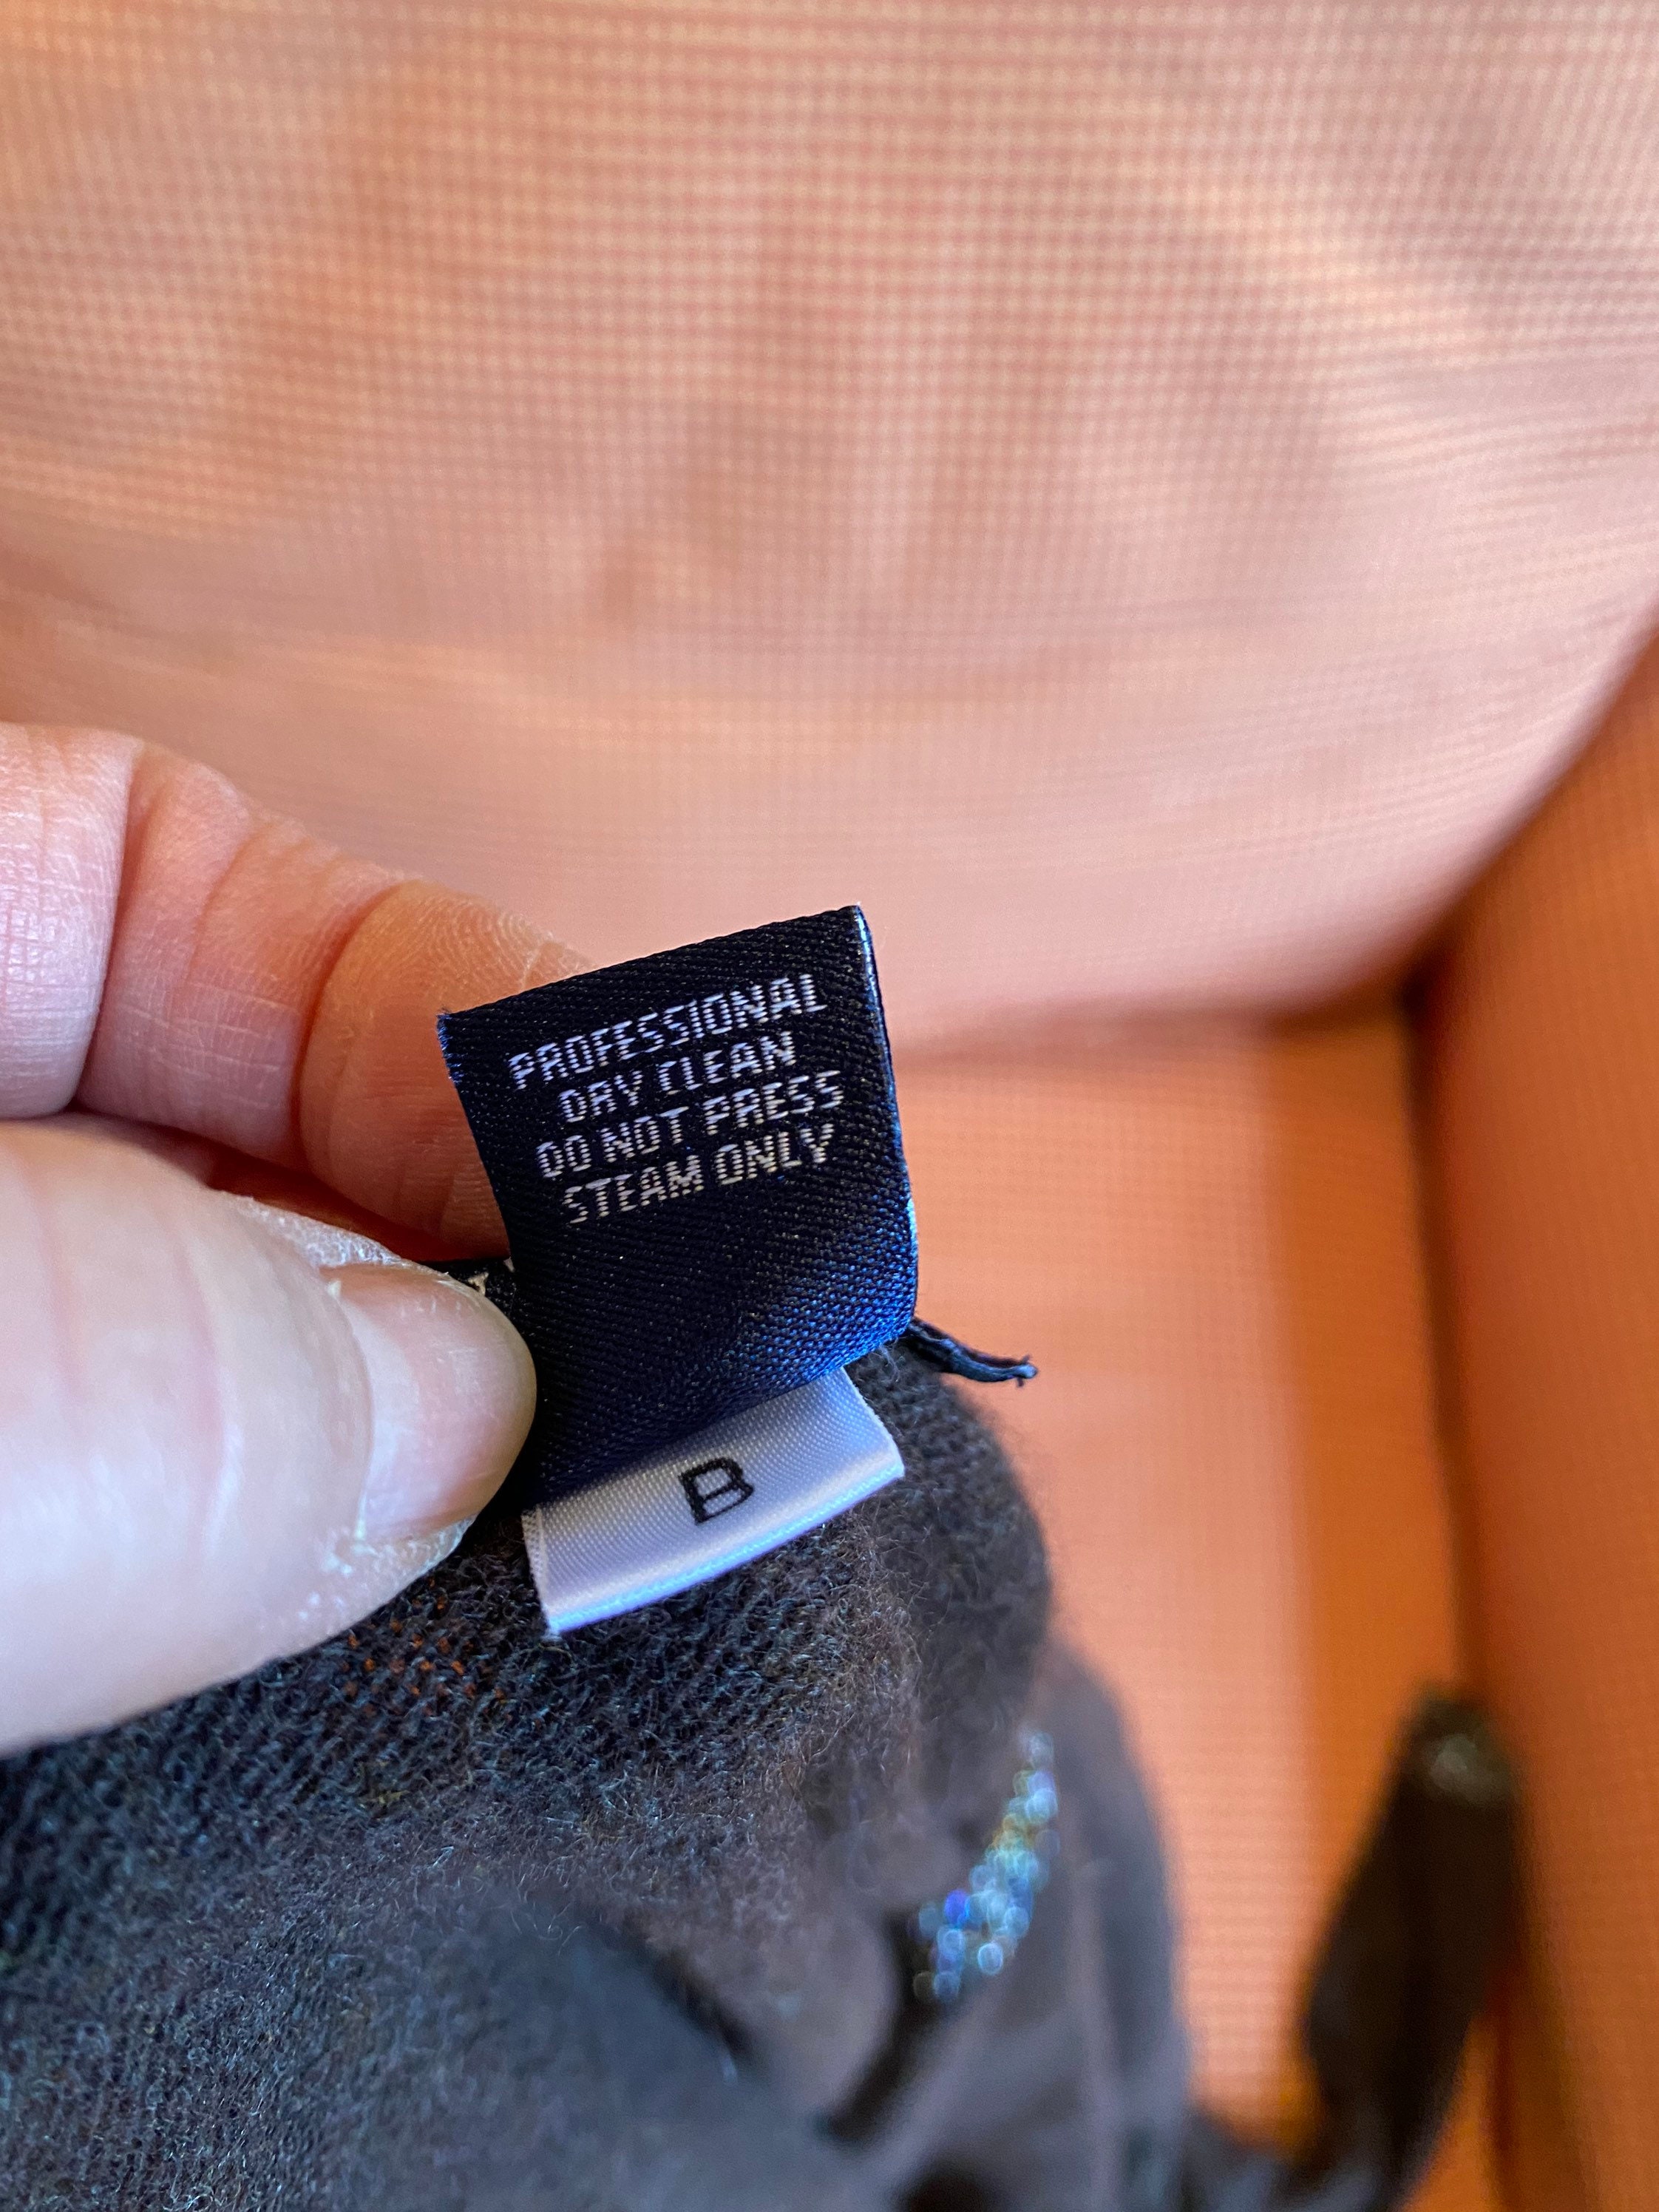 PROFESSIONAL
DRY CLEAN
DO NOT PRESS
STEAM ONLY
B